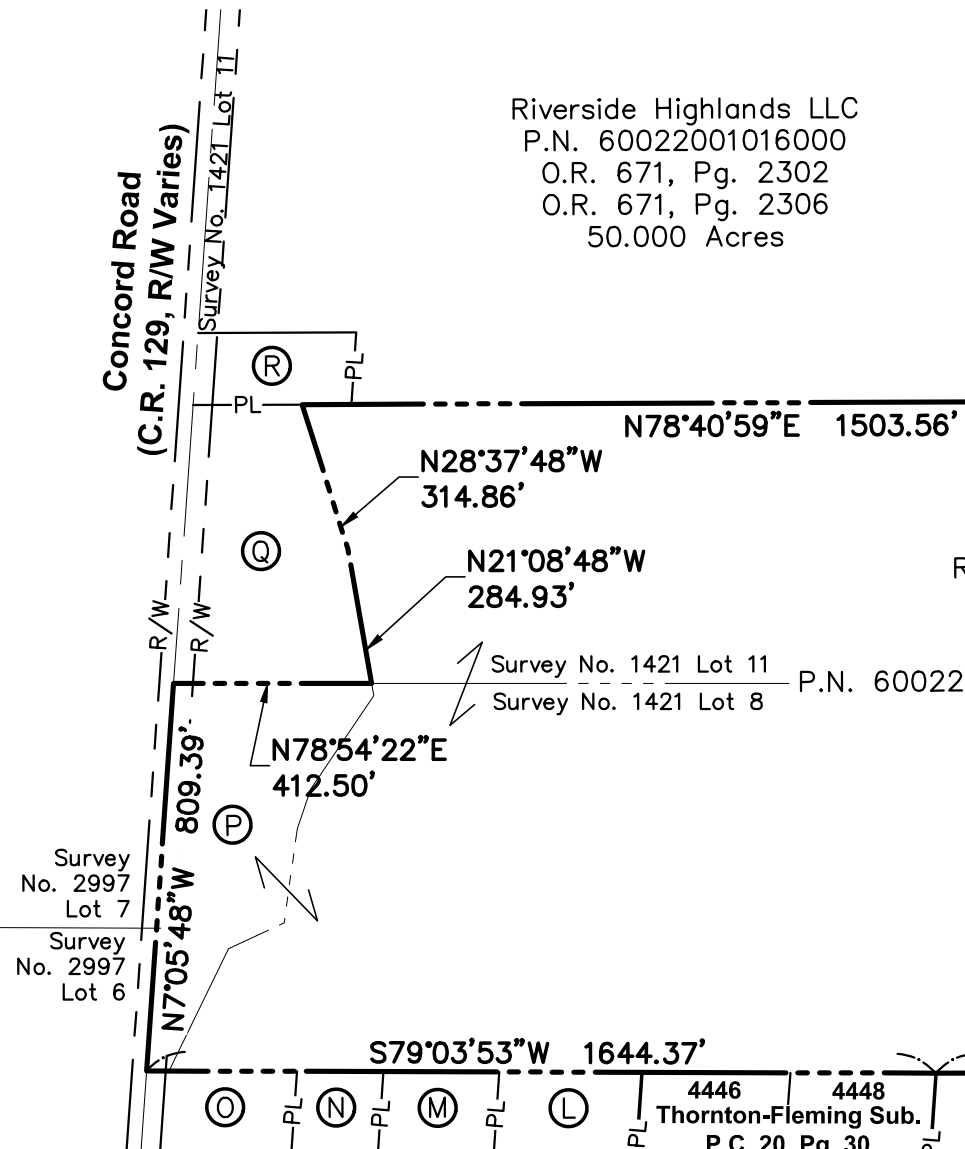 Survey No. 1421 Lot 11
Concord Road
(C.R. 129, R/W Varies)
Riverside Highlands LLC
P.N. 60022001016000
O.R. 671, Pg. 2302
O.R. 671, Pg. 2306
50.000 Acres
R
PL
PL
N78°40'59"E 1503.56'
N28°37'48"W
314.86'
Q
N21°08'48"W
284.93'
R
R/W
R/W
Survey No. 1421 Lot 11
P.N. 60022
Survey No. 1421 Lot 8
N78°54'22"E
412.50'
809.39'
P
Survey
No. 2997
Lot 7
Survey
No. 2997
Lot 6
N7°05'48"W
S79°03'53"W 1644.37'
O
PL
N
PL
M
PL
L
PL
4446
4448
Thornton-Fleming Sub.
P.C. 20, Pg. 30
PL